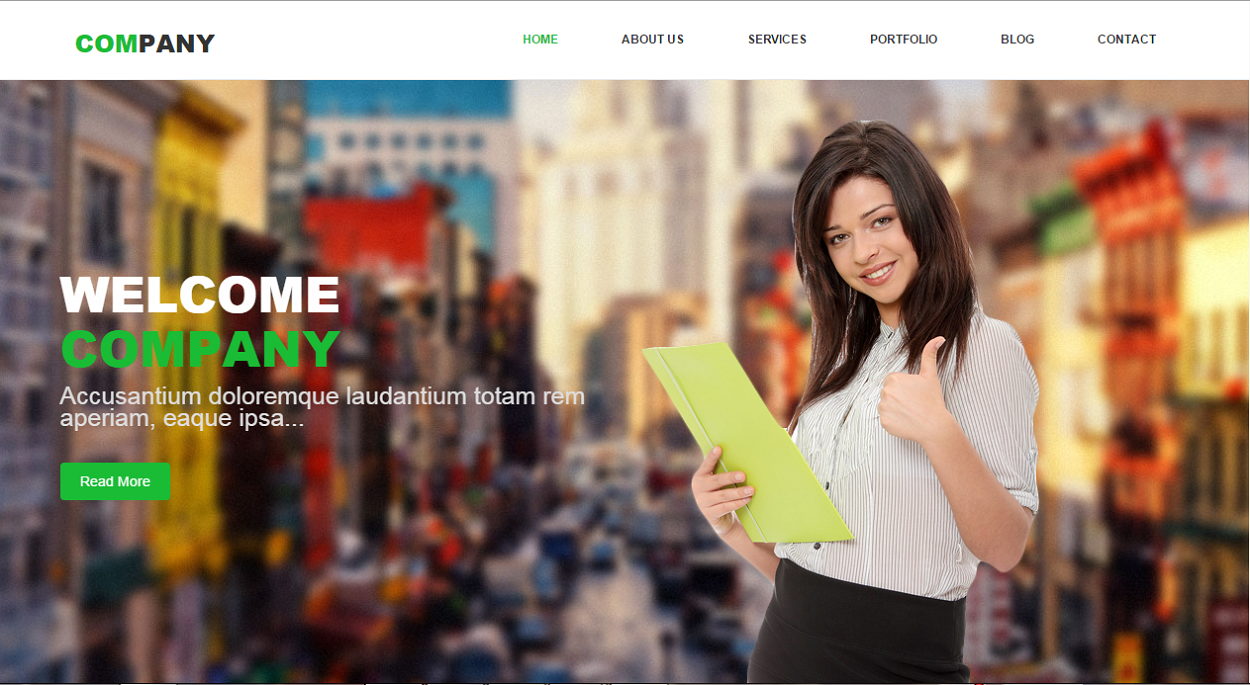 COMPANY
HOME
ABOUT US
SERVICES
PORTFOLIO
BLOG
CONTACT
WELCOME
COMPANY
Accusantium doloremque laudantium totam rem
aperiam, eaque ipsa...
Read More